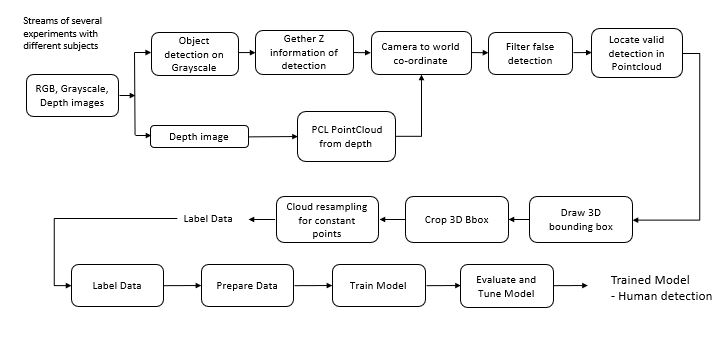 Streams of several
experiments with
different subjects
RGB, Grayscale,
Depth images
Object
detection on
Grayscale
Gether Z
information of
detection
Camera to world
co-ordinate
Filter false
detection
Locate valid
detection in
Pointcloud
Depth image
PCL PointCloud
from depth
Draw 3D
bounding box
Crop 3D Bbox
Cloud resampling
for constant
points
Label Data
Label Data
Prepare Data
Train Model
Evaluate and
Tune Model
Trained Model
- Human detection